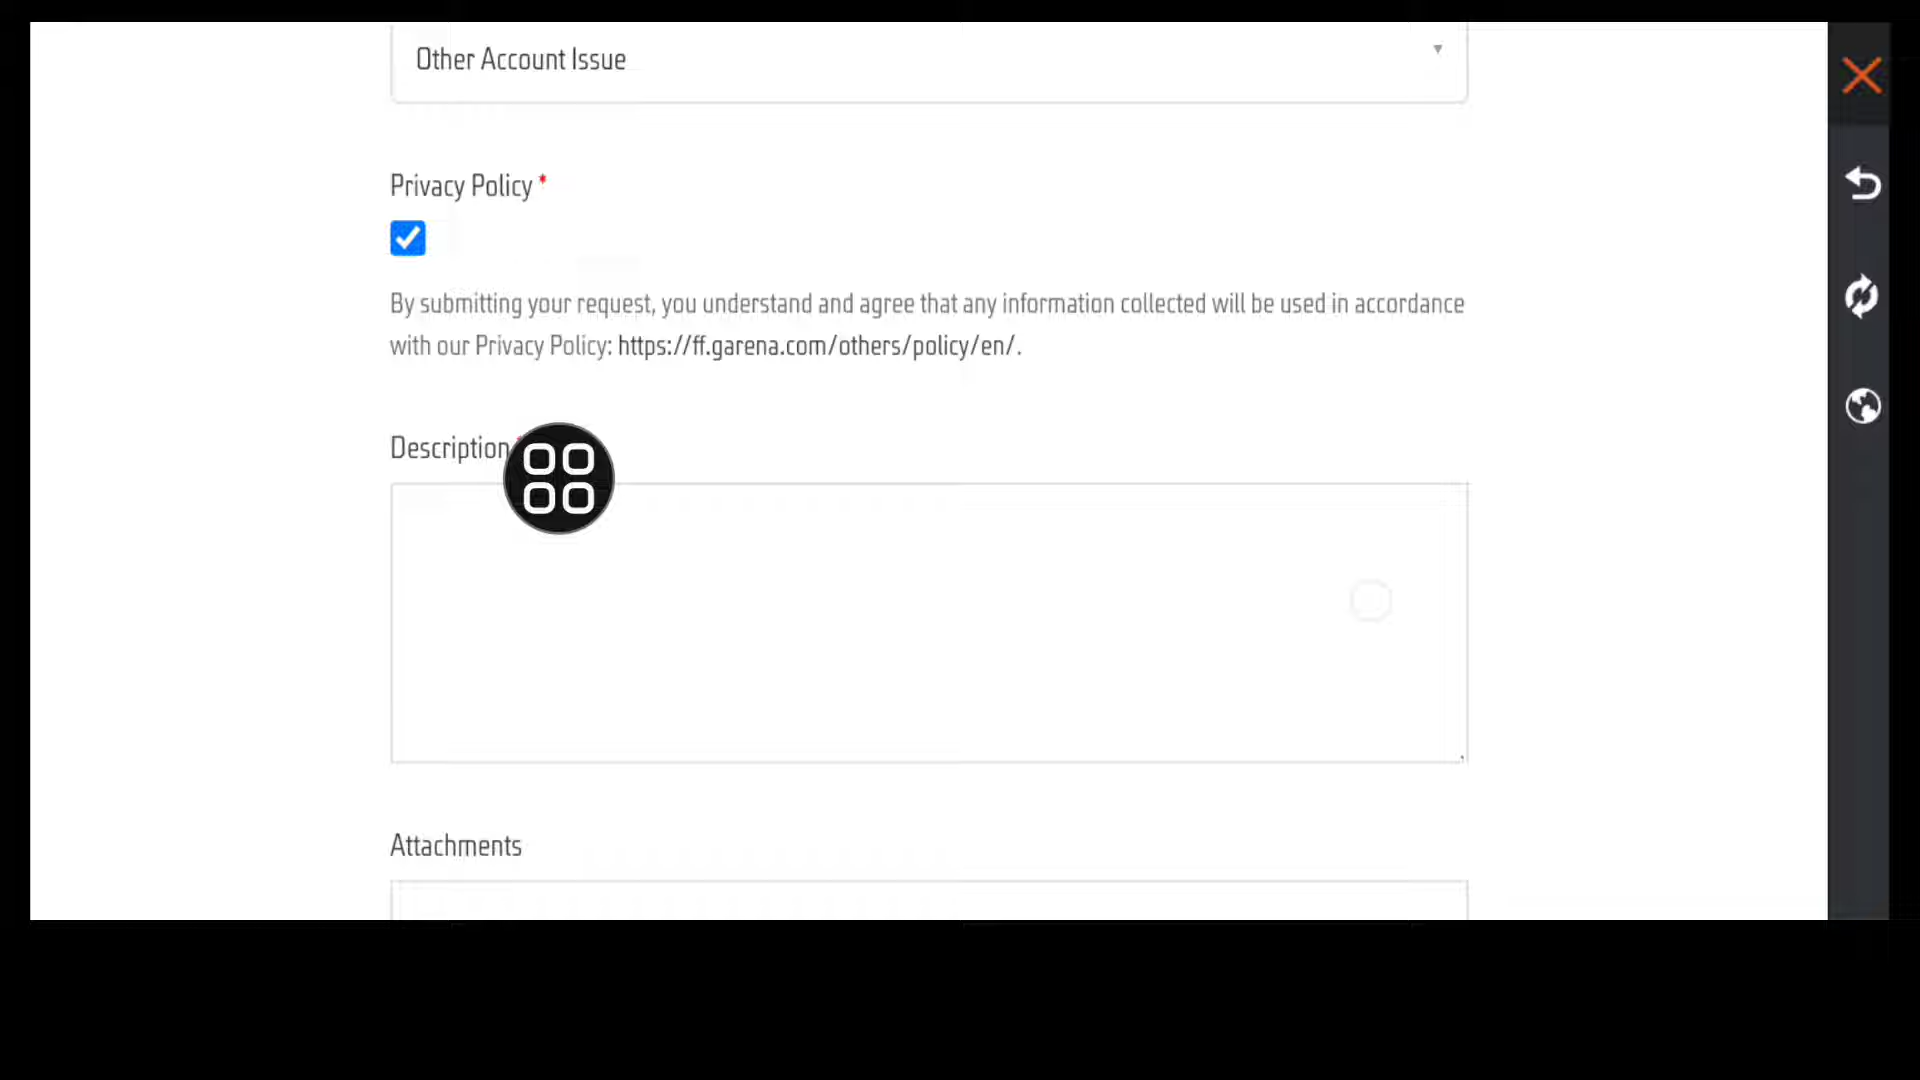 Other Account Issue
Privacy Policy *
By submitting your request, you understand and agree that any information collected will be used in accordance
with our Privacy Policy: https://ff.garena.com/others/policy/en/.
Description
Attachments